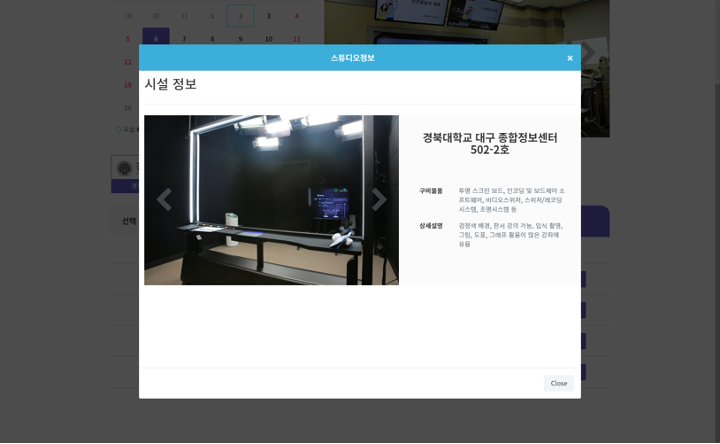 29 30 31 1 2 3 4
5 6 7 8 9 10 11
12
19
26
스튜디오정보
×
시설 정보
경북대학교 대구 종합정보센터
502-2호
구비물품
투명 스크린 보드, 인코딩 및 보드제어 소
프트웨어, 비디오스위처, 스위처/레코딩
시스템, 조명시스템 등
상세설명
검정색 배경, 판서 강의 가능, 입식 촬영,
그림, 도표, 그래프 활용이 많은 강좌에
유용
선택
Close